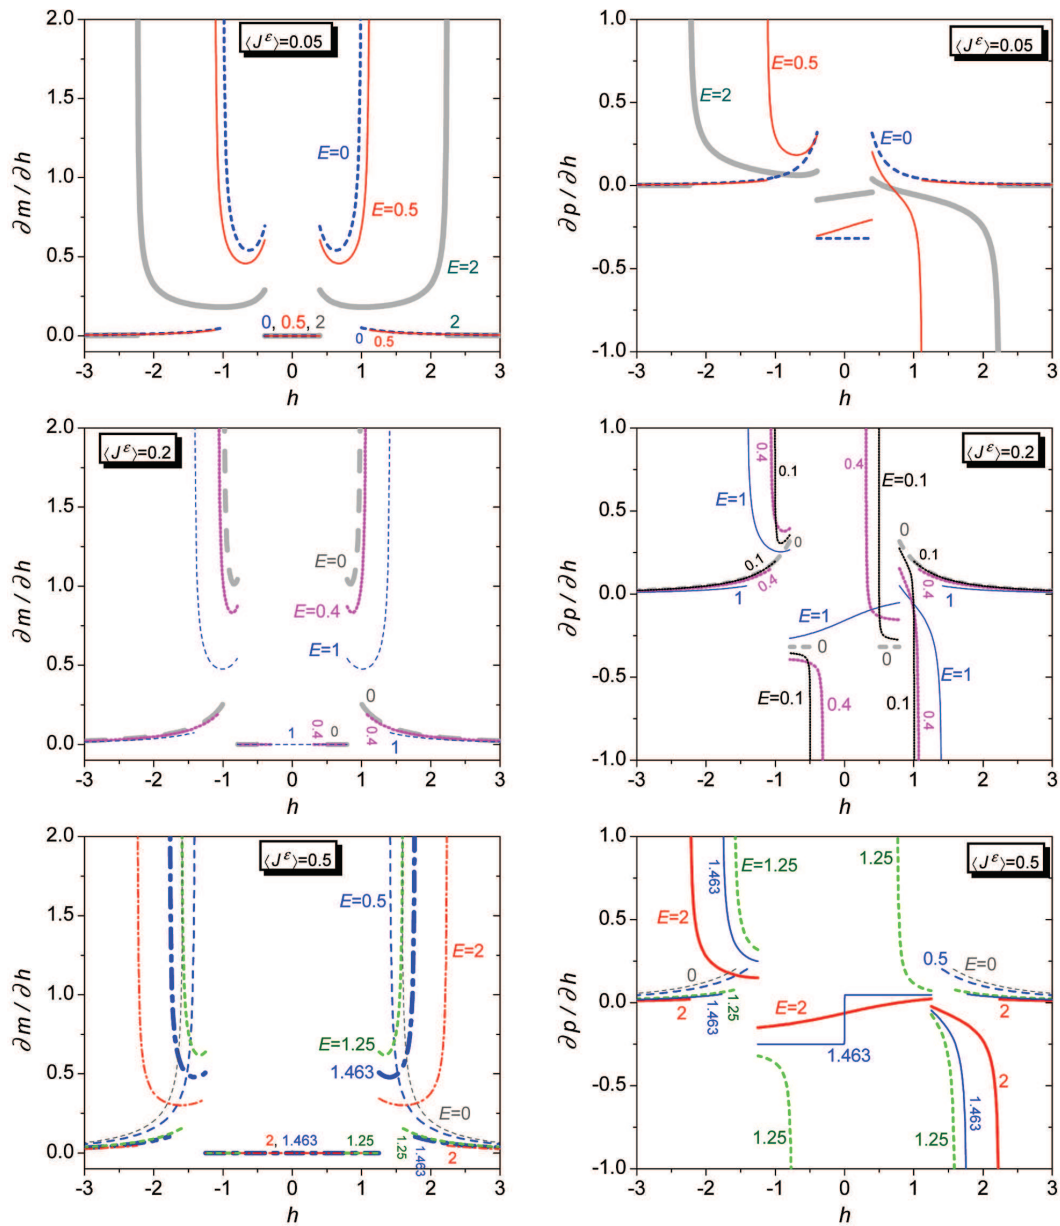 ⟨J^ε⟩=0.05
E=0
E=0.5
E=2
0, 0.5, 2
0
0.5
2
2.0
1.5
1.0
0.5
0.0
∂m / ∂h
-3 -2 -1 0 1 2 3
h
⟨J^ε⟩=0.05
E=0.5
E=2
E=0
1.0
0.5
0.0
-0.5
-1.0
∂p / ∂h
-3 -2 -1 0 1 2 3
h
⟨J^ε⟩=0.2
E=0
E=0.4
E=1
0
1
0.4
0
0.4
1
2.0
1.5
1.0
0.5
0.0
∂m / ∂h
-3 -2 -1 0 1 2 3
h
⟨J^ε⟩=0.2
0.4
0.1
0.4
E=0.1
E=1
0
0
0.1
0.1
0.4
0.4
1
1
E=1
0
0
E=1
E=0.1
0.4
0.1
0.4
1.0
0.5
0.0
-0.5
-1.0
∂p / ∂h
-3 -2 -1 0 1 2 3
h
⟨J^ε⟩=0.5
E=0.5
E=2
E=1.25
1.463
E=0
2, 1.463
1.25
1.25
1.463
2
2.0
1.5
1.0
0.5
0.0
∂m / ∂h
-3 -2 -1 0 1 2 3
h
⟨J^ε⟩=0.5
1.463
E=1.25
1.25
E=2
0
0.5
E=0
2
1.463
1.25
E=2
2
1.463
1.25
1.25
1.463
2
1.0
0.5
0.0
-0.5
-1.0
∂p / ∂h
-3 -2 -1 0 1 2 3
h